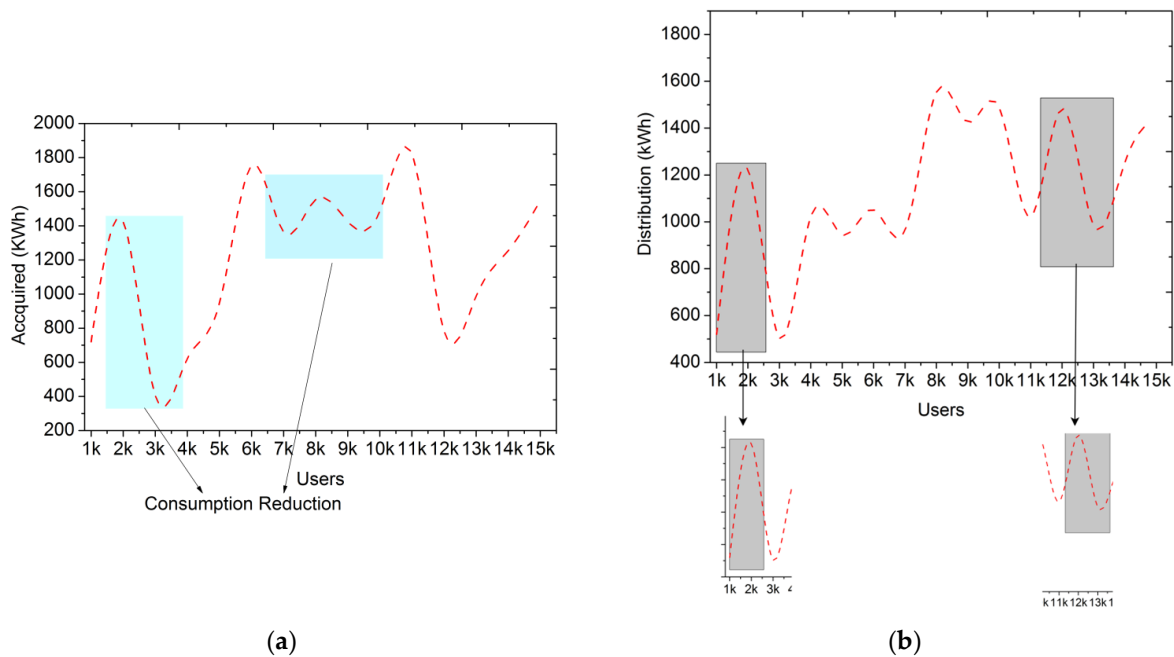 2000
1800
1600
1400
1200
1000
800
600
400
200
Accquired (KWh)
1k 2k 3k 4k 5k 6k 7k 8k 9k 10k 11k 12k 13k 14k 15k
Users
Consumption Reduction
(a)
1800
1600
1400
1200
1000
800
600
400
Distribution (kWh)
1k 2k 3k 4k 5k 6k 7k 8k 9k 10k 11k 12k 13k 14k 15k
Users
1k 2k 3k 4
k 11k 12k 13k 1
(b)